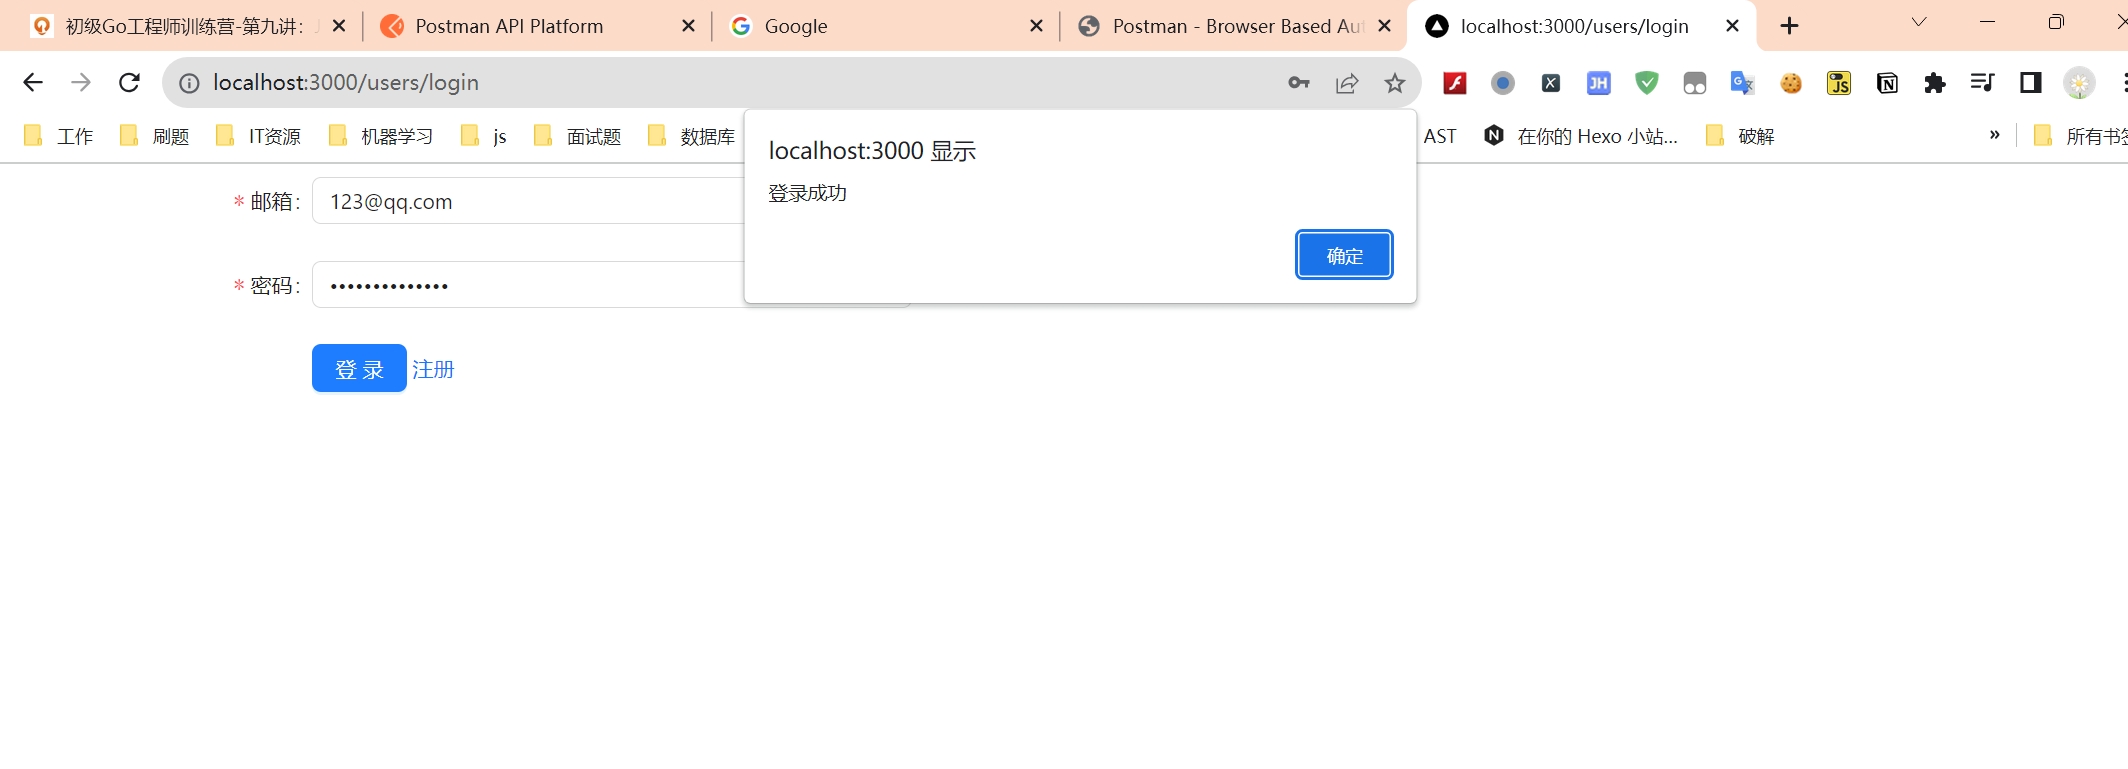 初级Go工程师训练营-第九讲：
Postman API Platform
Google
Postman - Browser Based Aut
localhost:3000/users/login
localhost:3000/users/login
工作
刷题
IT资源
机器学习
js
面试题
数据库
AST
在你的 Hexo 小站...
破解
»
所有书签
localhost:3000 显示
登录成功
确定
* 邮箱：
123@qq.com
* 密码：
••••••••••••••
登 录
注册